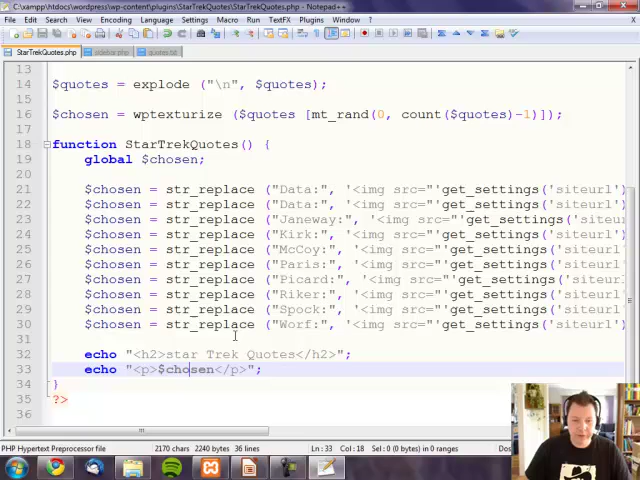 C:\xampp\htdocs\wordpress\wp-content\plugins\StarTrekQuotes\StarTrekQuotes.php - Notepad++
File Edit Search View Encoding Language Settings Macro Run TextFX Plugins Window ?
StarTrekQuotes.php sidebar.php quotes.txt
13
14 $quotes = explode ("\n", $quotes);
15
16 $chosen = wptexturize ($quotes [mt_rand(0, count($quotes)-1)]);
17
18 function StarTrekQuotes() {
19 global $chosen;
20
21 $chosen = str_replace ("Data:", '<img src="'get_settings('siteurl')
22 $chosen = str_replace ("Data:", '<img src="'get_settings('siteurl')
23 $chosen = str_replace ("Janeway:", '<img src="'get_settings('siteu
24 $chosen = str_replace ("Kirk:", '<img src="'get_settings('siteurl')
25 $chosen = str_replace ("McCoy:", '<img src="'get_settings('siteurl
26 $chosen = str_replace ("Paris:", '<img src="'get_settings('siteurl
27 $chosen = str_replace ("Picard:", '<img src="'get_settings('siteur
28 $chosen = str_replace ("Riker:", '<img src="'get_settings('siteurl
29 $chosen = str_replace ("Spock:", '<img src="'get_settings('siteurl
30 $chosen = str_replace ("Worf:", '<img src="'get_settings('siteurl')
31
32 echo "<h2>star Trek Quotes</h2>";
33 echo "<p>$chosen</p>";
34 }
35 ?>
36
PHP Hypertext Preprocessor file 2170 chars 2240 bytes 36 lines Ln : 33 Col : 18 Sel : 0 (0 bytes) in 0 ranges Dos